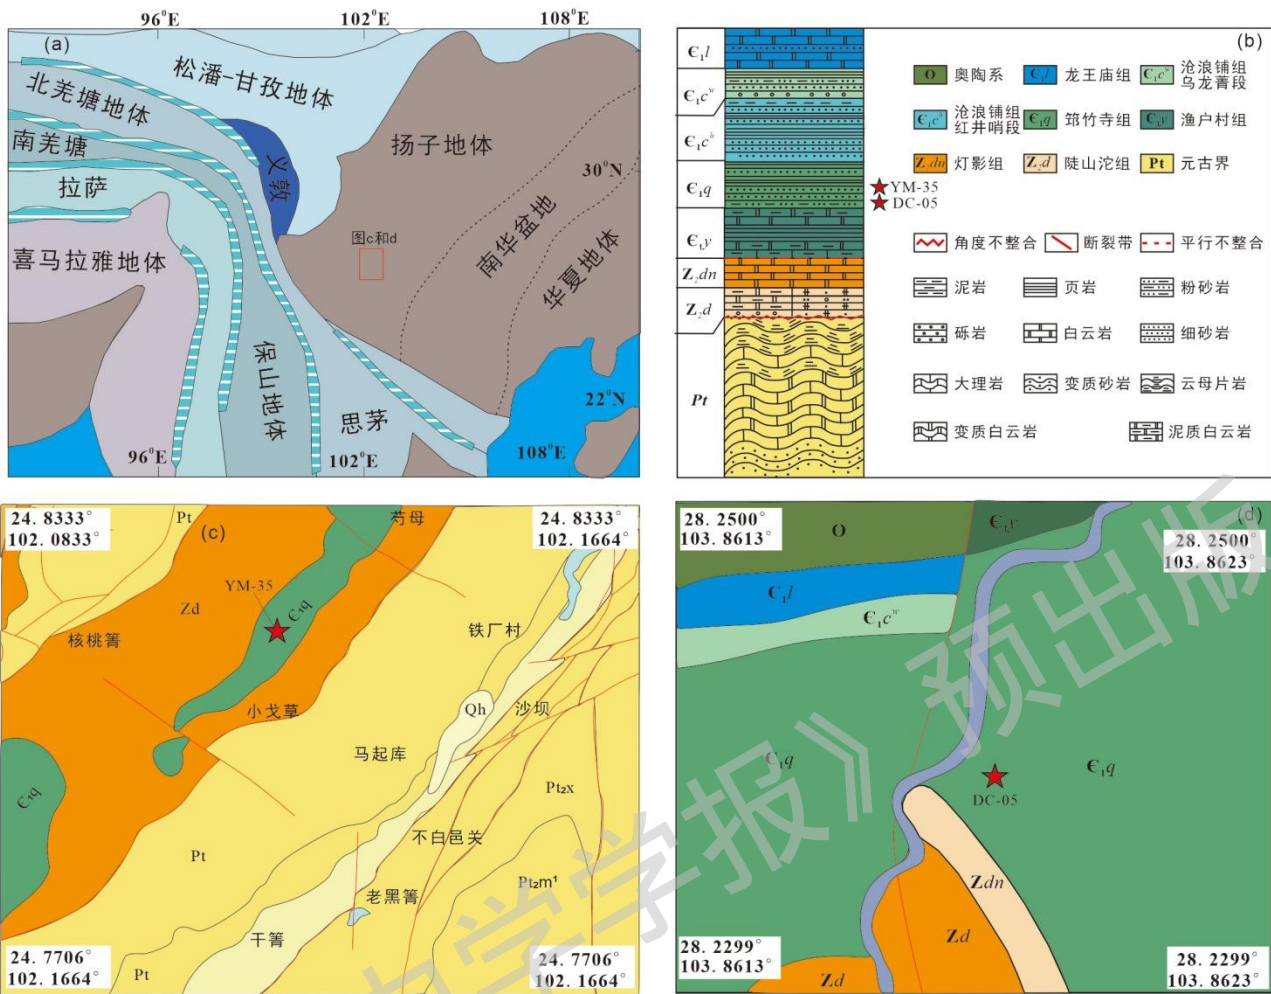 96°E
102°E
108°E
(a)
松潘-甘孜地体
北羌塘地体
南羌塘
拉萨
喜马拉雅地体
义敦
扬子地体
30°N
图c和d
南华盆地
华夏地体
保山地体
思茅
22°N
96°E
102°E
108°E
(b)
Є₁l
Є₁cʷ
Є₁cʰ
Є₁q
Є₁y
Z₂dn
Z₂d
Pt
YM-35
DC-05
O 奥陶系
Є₁l 龙王庙组
Є₁cʷ 沧浪铺组
乌龙菁段
Є₁cʰ 沧浪铺组
红井哨段
Є₁q 筇竹寺组
Є₁y 渔户村组
Z₂dn 灯影组
Z₂d 陡山沱组
Pt 元古界
角度不整合
断裂带
平行不整合
泥岩
页岩
粉砂岩
砾岩
白云岩
细砂岩
大理岩
变质砂岩
云母片岩
变质白云岩
泥质白云岩
24.8333°
102.0833°
Pt
(c)
芍母
24.8333°
102.1664°
YM-35
Zd
Є₁q
核桃箐
铁厂村
小戈草
Qh
沙坝
马起库
Є₁q
Pt₂x
不白邑关
Pt
Pt₂m¹
老黑箐
干箐
24.7706°
102.1664°
Pt
24.7706°
102.1664°
28.2500°
103.8613°
O
Є₁y
(d)
28.2500°
103.8623°
Є₁l
Є₁cʷ
Є₁q
Є₁q
DC-05
Zdn
Zd
28.2299°
103.8613°
Zd
28.2299°
103.8623°
学报》预出版